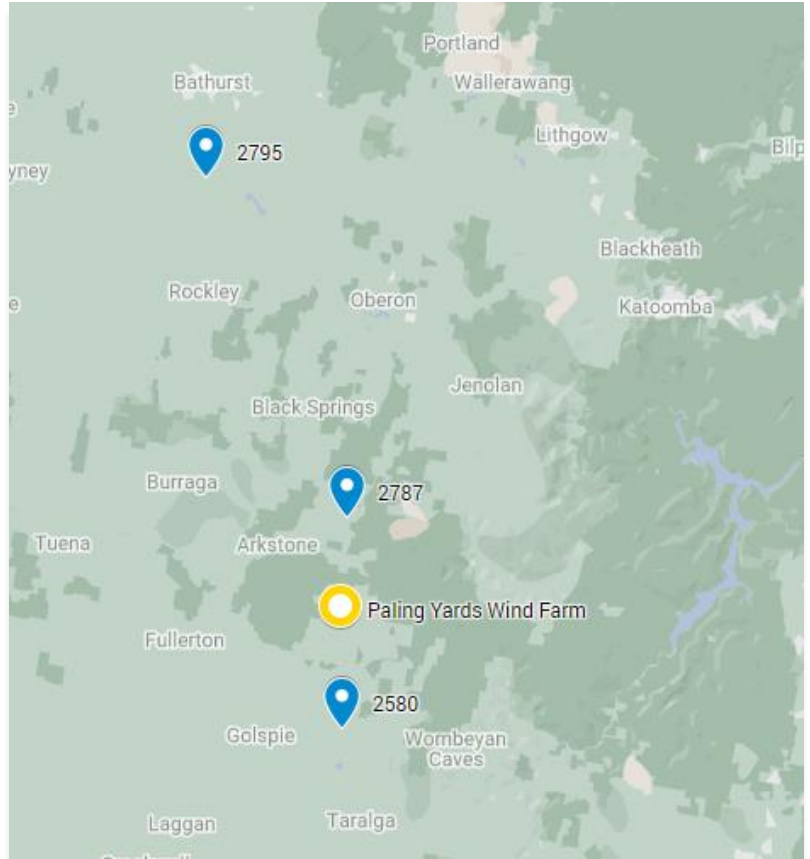 Portland
Bathurst
Wallerawang
Lithgow
2795
Blackheath
Rockley
Oberon
Katoomba
Jenolan
Black Springs
Burraga
2787
Tuena
Arkstone
Paling Yards Wind Farm
Fullerton
2580
Golspie
Wombeyan
Caves
Laggan
Taralga